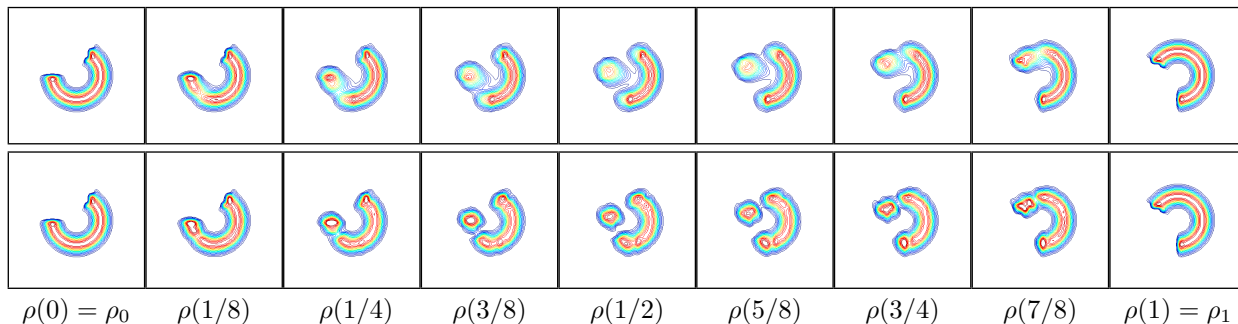 ρ(0) = ρ₀ ρ(1/8) ρ(1/4) ρ(3/8) ρ(1/2) ρ(5/8) ρ(3/4) ρ(7/8) ρ(1) = ρ₁